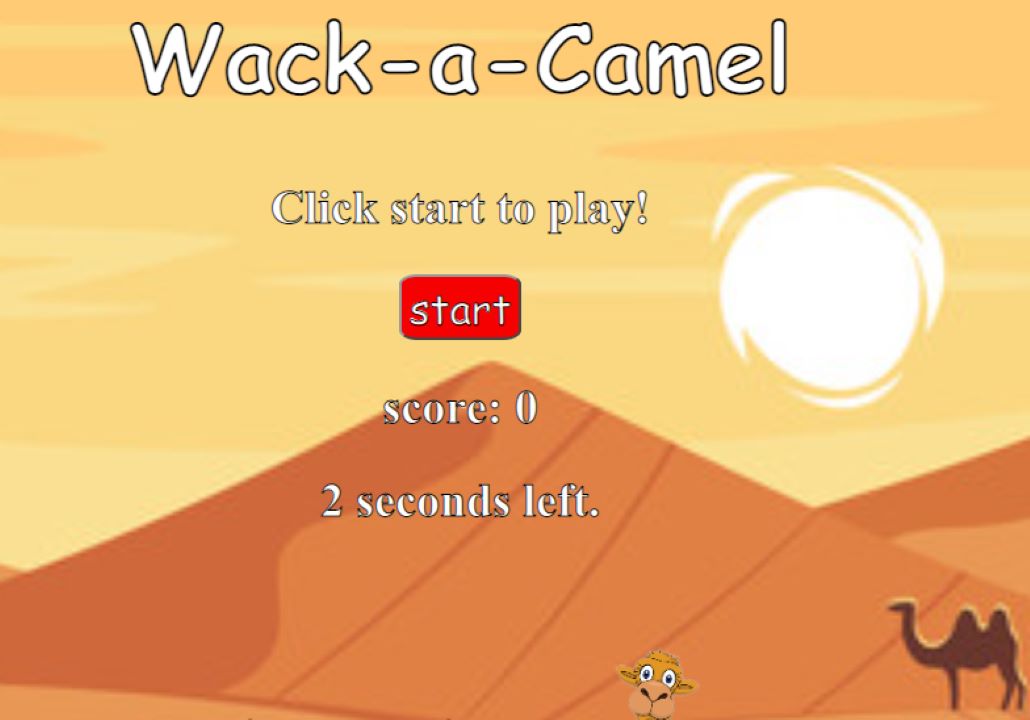 Wack-a-Camel
Click start to play!
start
score: 0
2 seconds left.